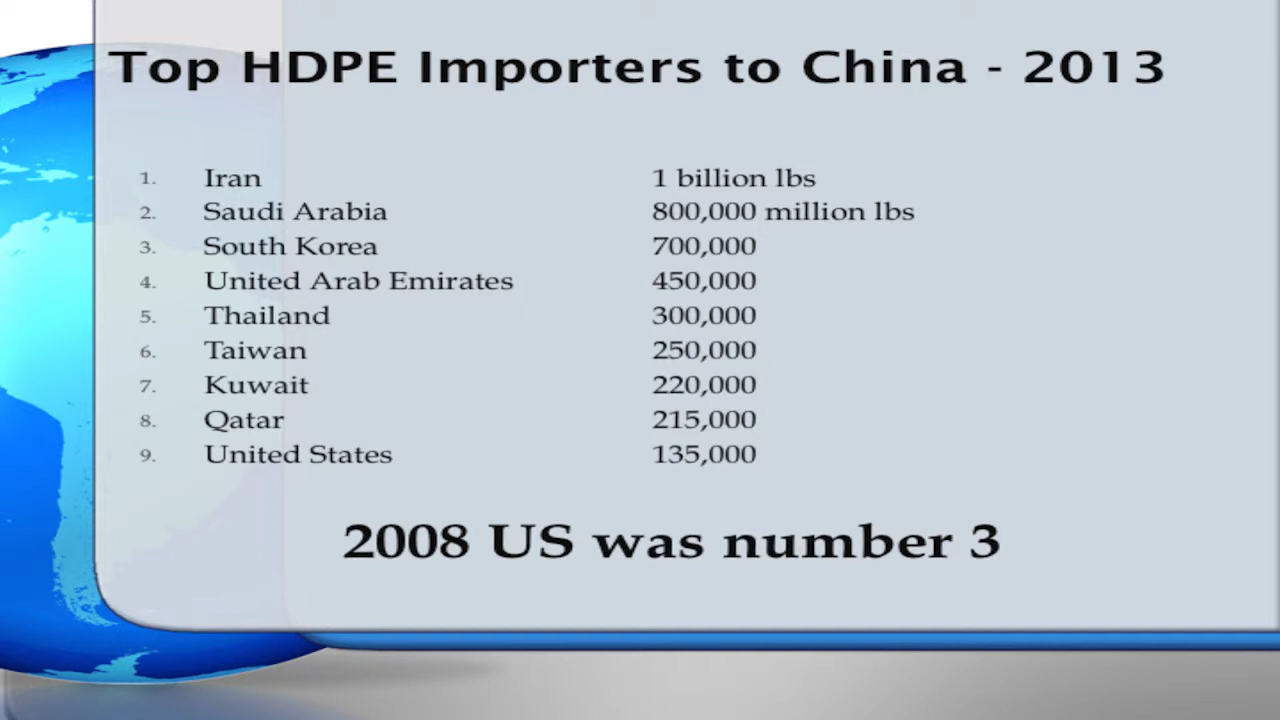 Top HDPE Importers to China - 2013
1. Iran 1 billion lbs
2. Saudi Arabia 800,000 million lbs
3. South Korea 700,000
4. United Arab Emirates 450,000
5. Thailand 300,000
6. Taiwan 250,000
7. Kuwait 220,000
8. Qatar 215,000
9. United States 135,000
2008 US was number 3